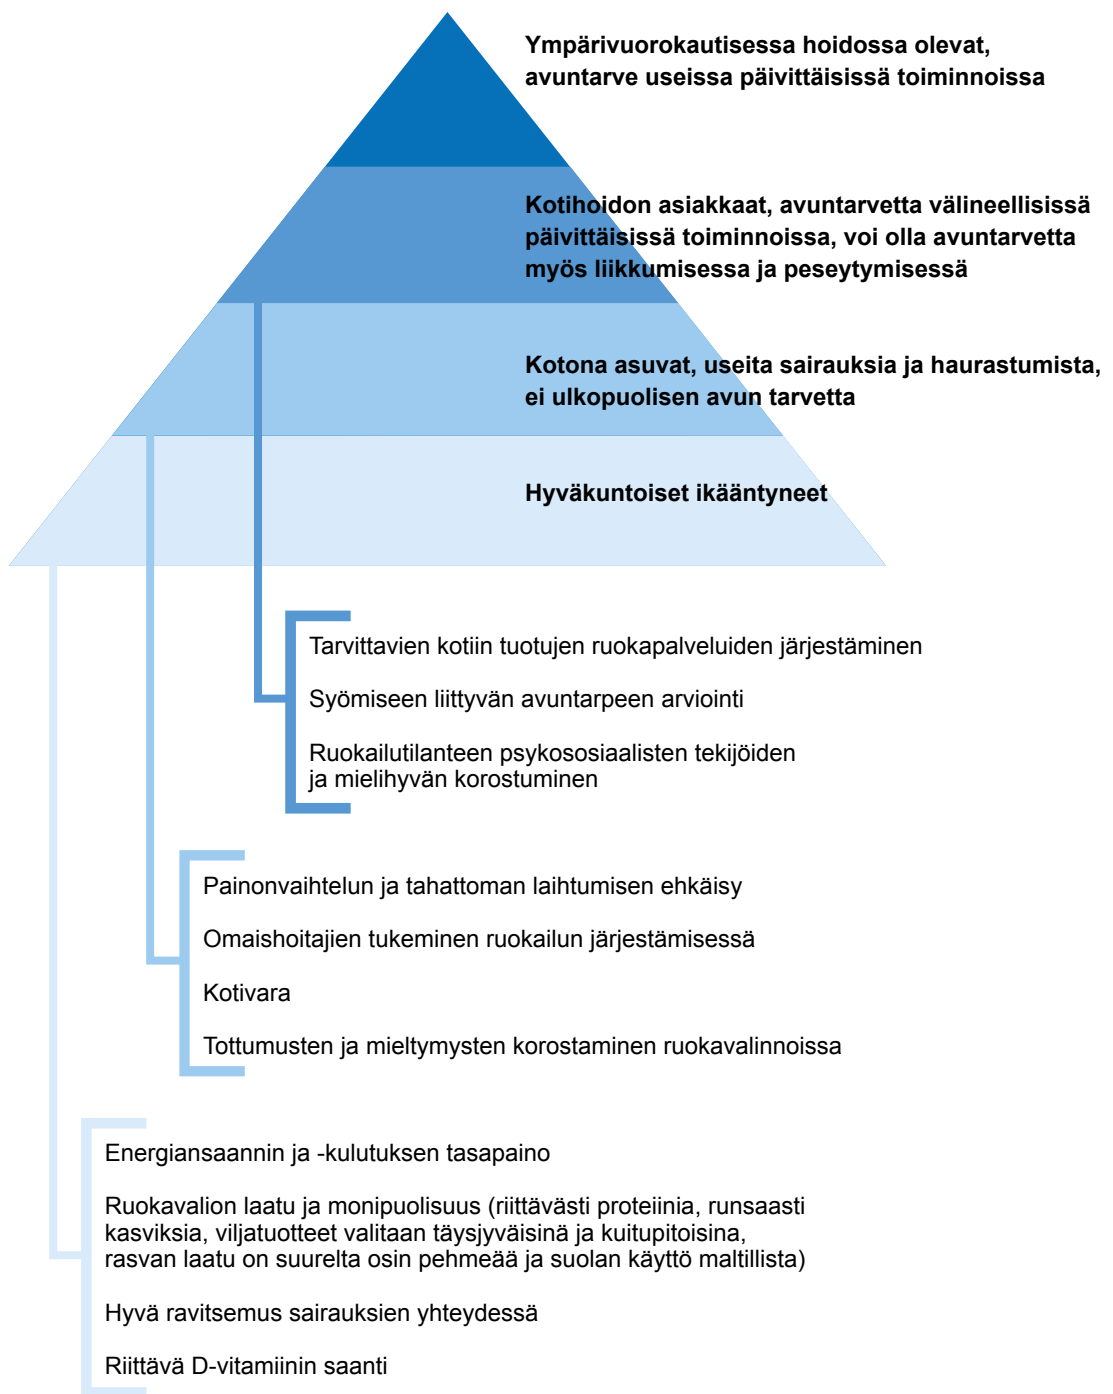 Ympärivuorokautisessa hoidossa olevat,
avuntarve useissa päivittäisissä toiminnoissa
Kotihoidon asiakkaat, avuntarvetta välineellisissä
päivittäisissä toiminnoissa, voi olla avuntarvetta
myös liikkumisessa ja peseytymisessä
Kotona asuvat, useita sairauksia ja haurastumista,
ei ulkopuolisen avun tarvetta
Hyväkuntoiset ikääntyneet
Tarvittavien kotiin tuotujen ruokapalveluiden järjestäminen
Syömiseen liittyvän avuntarpeen arviointi
Ruokailutilanteen psykososiaalisten tekijöiden
ja mielihyvän korostuminen
Painonvaihtelun ja tahattoman laihtumisen ehkäisy
Omaishoitajien tukeminen ruokailun järjestämisessä
Kotivara
Tottumusten ja mieltymysten korostaminen ruokavalinnoissa
Energiansaannin ja -kulutuksen tasapaino
Ruokavalion laatu ja monipuolisuus (riittävästi proteiinia, runsaasti
kasviksia, viljatuotteet valitaan täysjyväisinä ja kuitupitoisina,
rasvan laatu on suurelta osin pehmeää ja suolan käyttö maltillista)
Hyvä ravitsemus sairauksien yhteydessä
Riittävä D-vitamiinin saanti